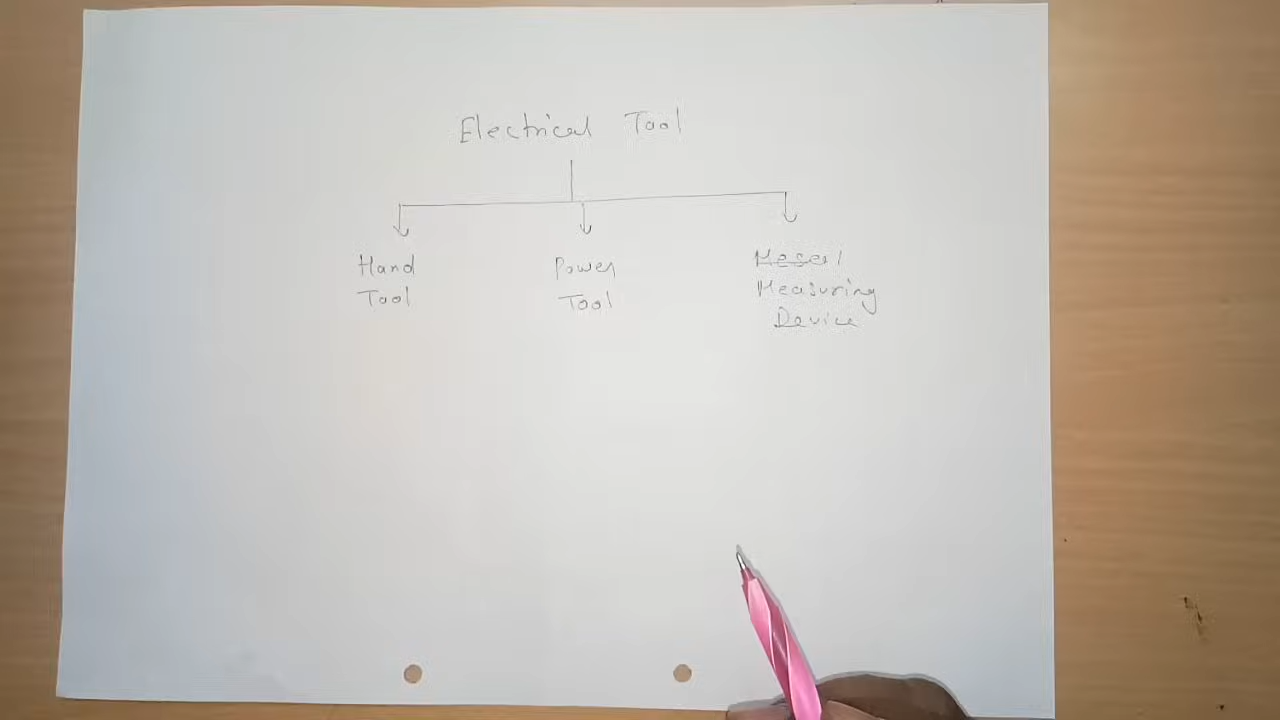 Electrical Tool
Hand
Tool
Power
Tool
Measuring
Device